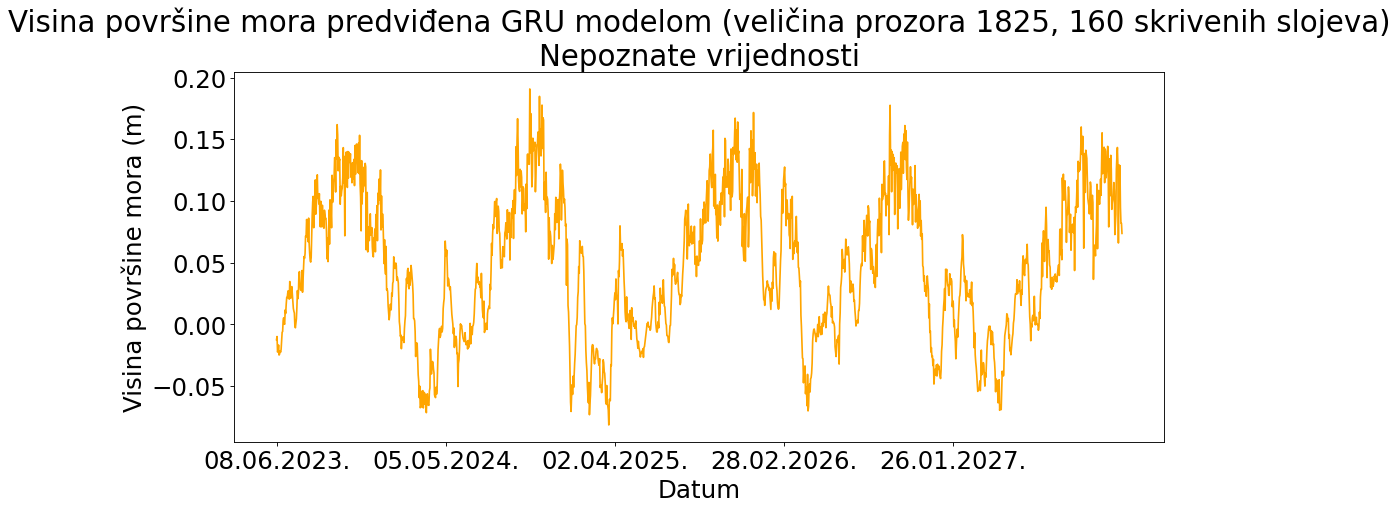 Visina površine mora predviđena GRU modelom (veličina prozora 1825, 160 skrivenih slojeva)
Nepoznate vrijednosti
Visina površine mora (m)
0.20
0.15
0.10
0.05
0.00
−0.05
08.06.2023. 05.05.2024. 02.04.2025. 28.02.2026. 26.01.2027.
Datum